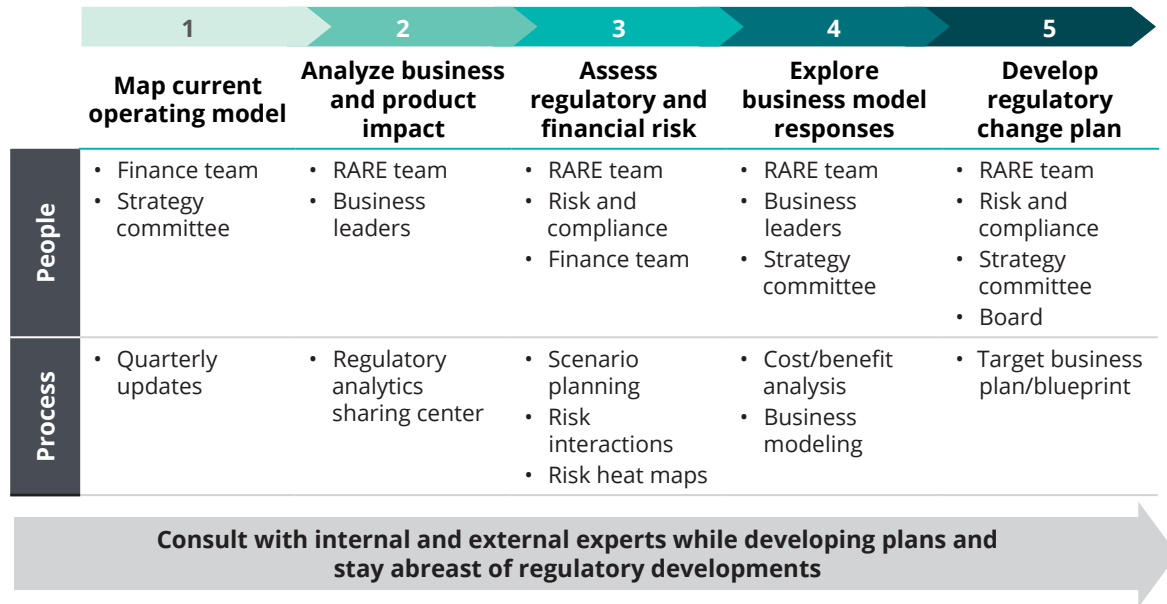 1
2
3
4
5
Map current
operating model
Analyze business
and product
impact
Assess
regulatory and
financial risk
Explore
business model
responses
Develop
regulatory
change plan
People
• Finance team
• Strategy
committee
• RARE team
• Business
leaders
• RARE team
• Risk and
compliance
• Finance team
• RARE team
• Business
leaders
• Strategy
committee
• RARE team
• Risk and
compliance
• Strategy
committee
• Board
Process
• Quarterly
updates
• Regulatory
analytics
sharing center
• Scenario
planning
• Risk
interactions
• Risk heat maps
• Cost/benefit
analysis
• Business
modeling
• Target business
plan/blueprint
Consult with internal and external experts while developing plans and
stay abreast of regulatory developments